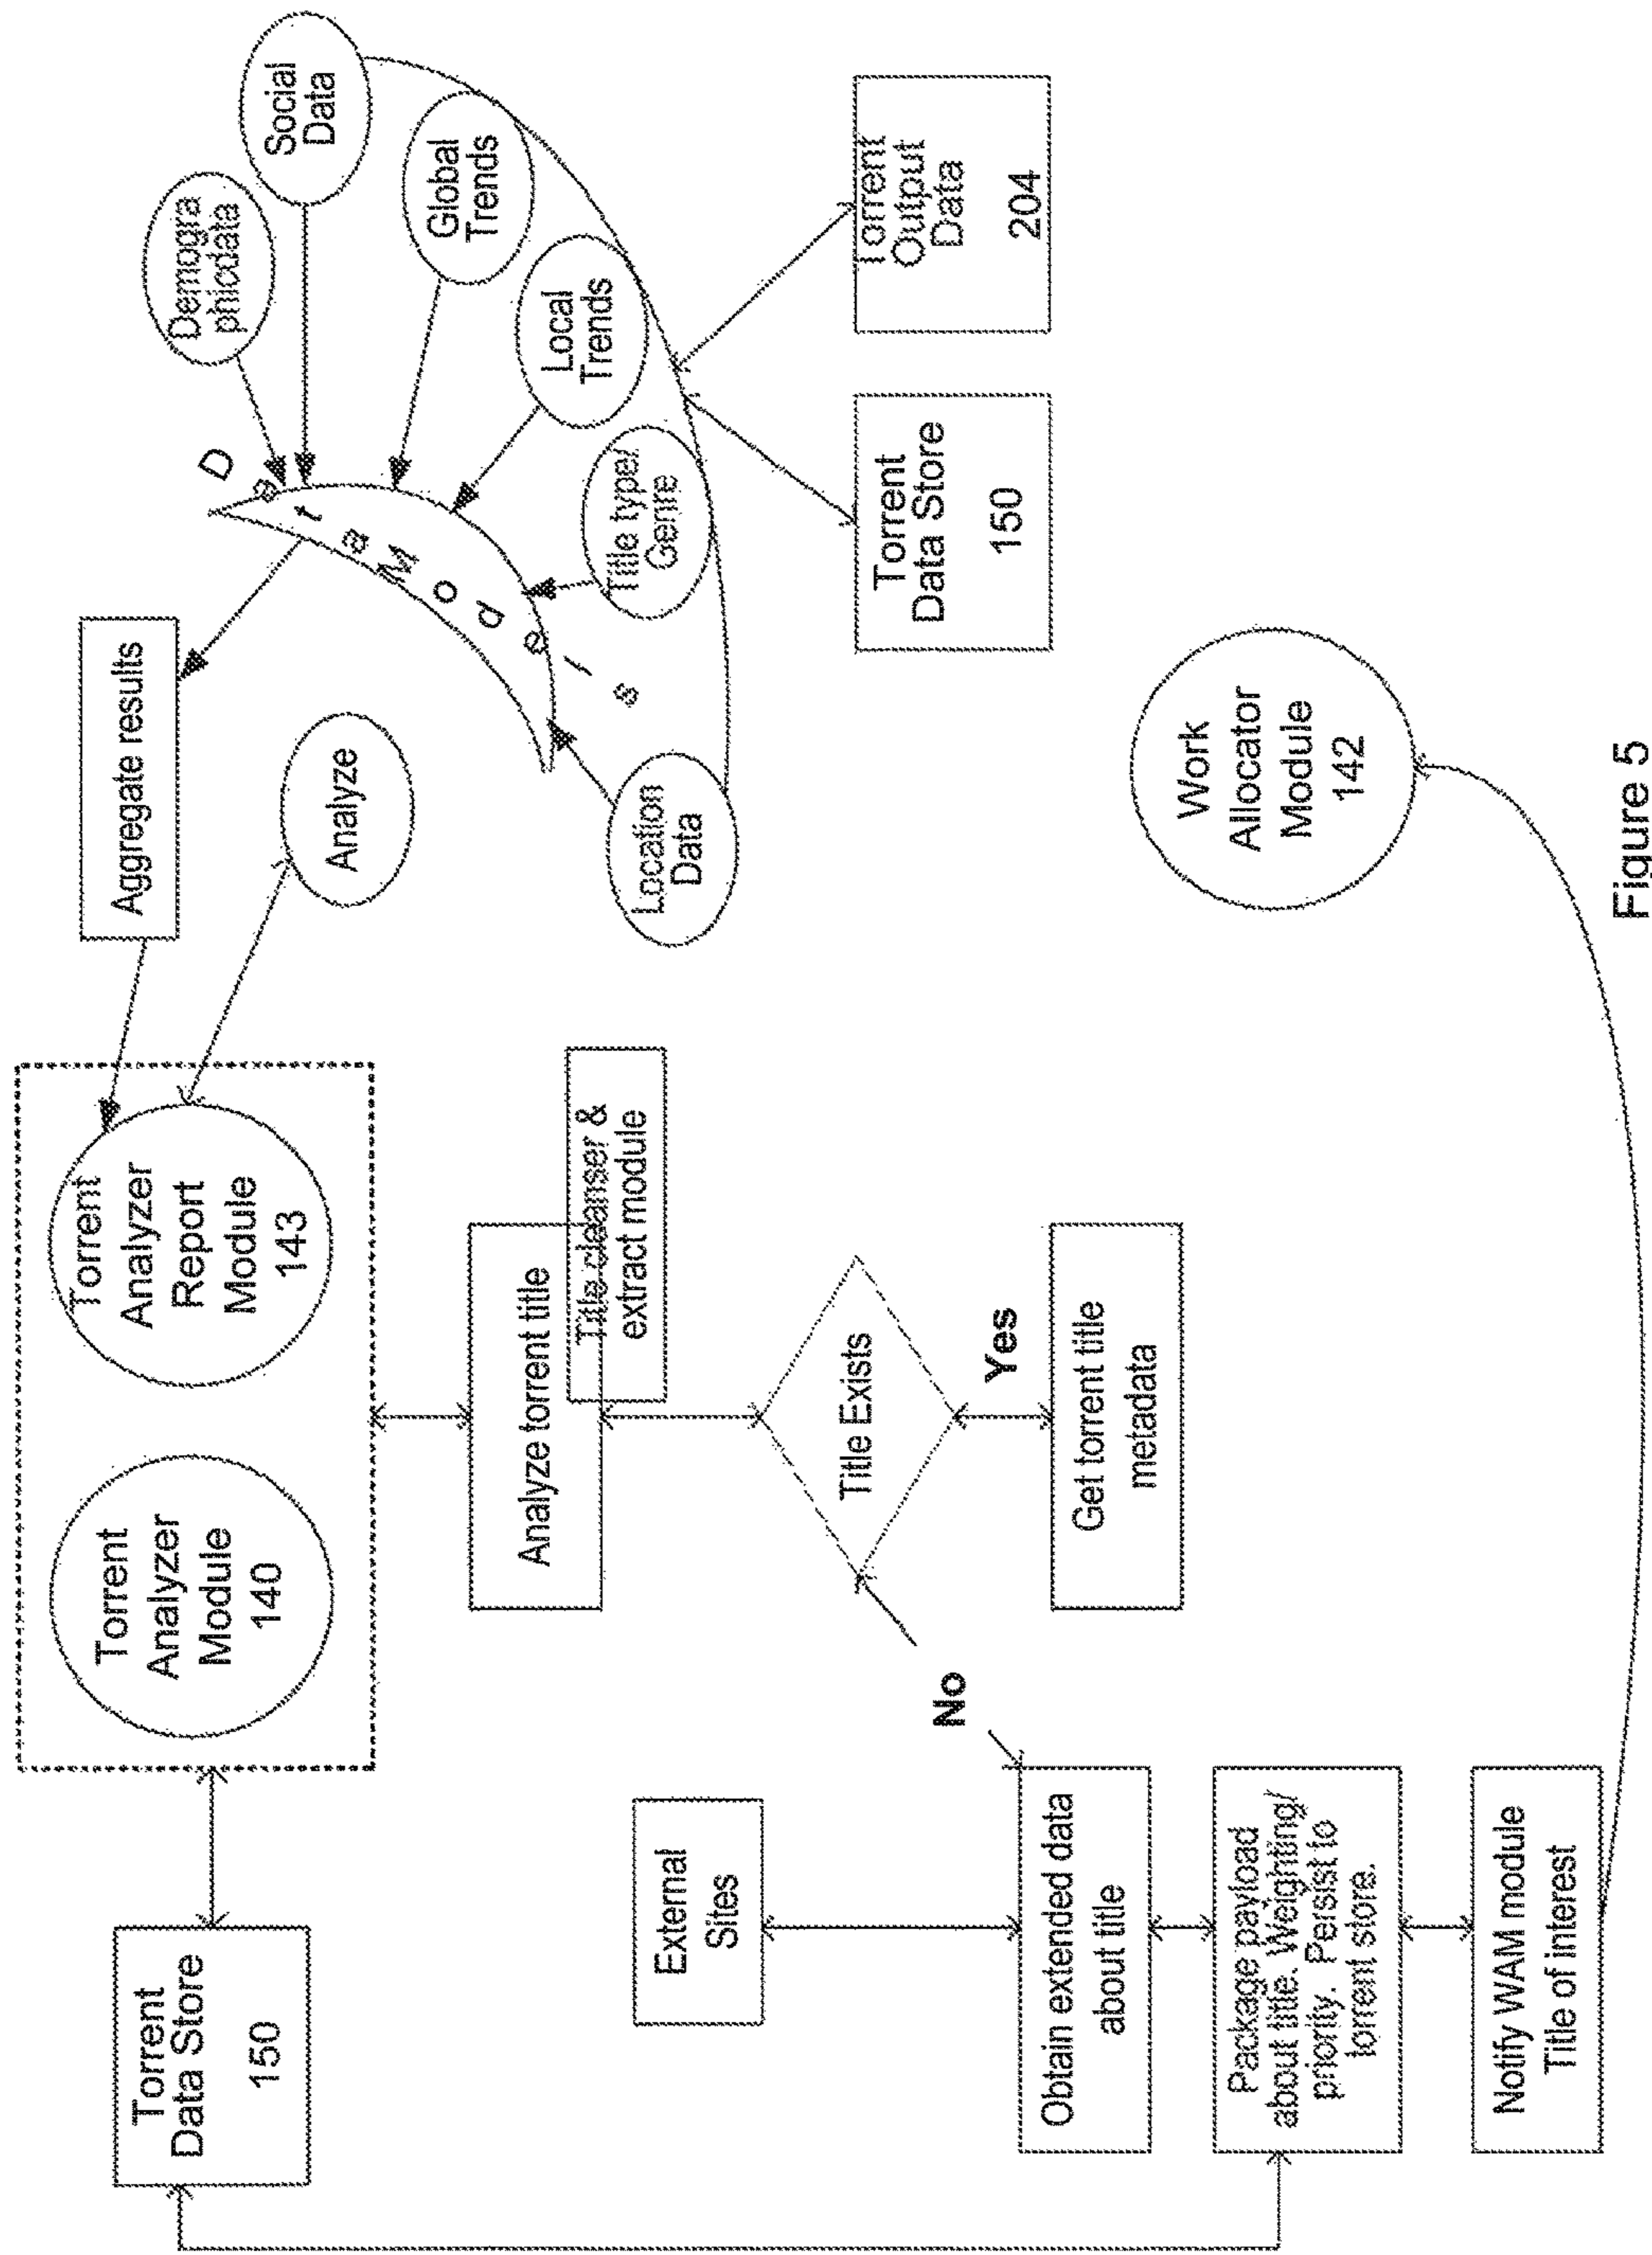 Torrent
Data Store
150
Torrent
Analyzer
Module
140
Torrent
Analyzer
Report
Module
143
Aggregate results
Analyze
Data Models
Demogra
phicdata
Social
Data
Global
Trends
Local
Trends
Title type/
Genre
Location
Data
Torrent
Data Store
150
Torrent
Output
Data
204
Analyze torrent title
Title cleanser &
extract module
Title Exists
Yes
No
Get torrent title
metadata
External
Sites
Obtain extended data
about title
Package payload
about title. Weighting/
priority. Persist to
torrent store.
Notify WAM module
Title of interest
Work
Allocator
Module
142
Figure 5